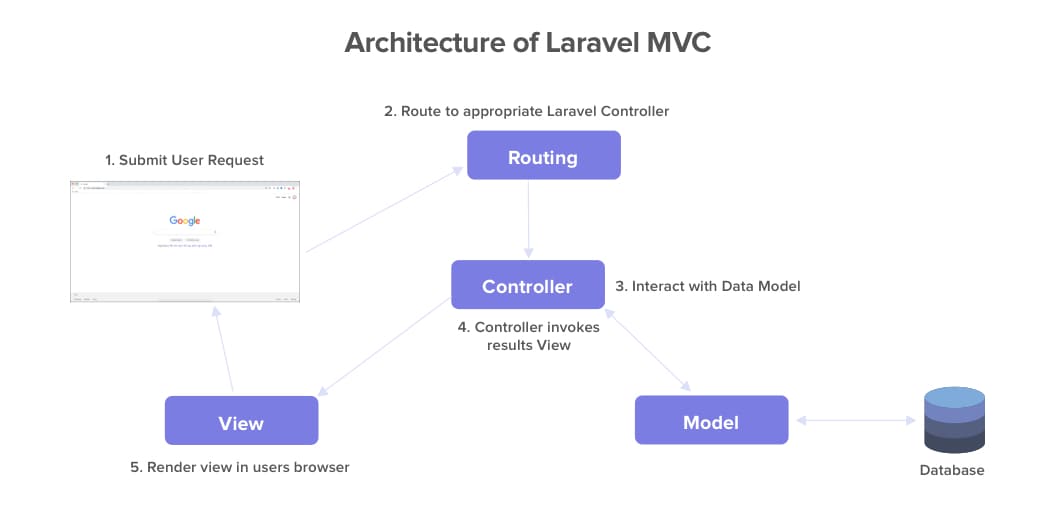 Architecture of Laravel MVC
2. Route to appropriate Laravel Controller
Routing
1. Submit User Request
Google
Controller
3. Interact with Data Model
4. Controller invokes
results View
View
5. Render view in users browser
Model
Database